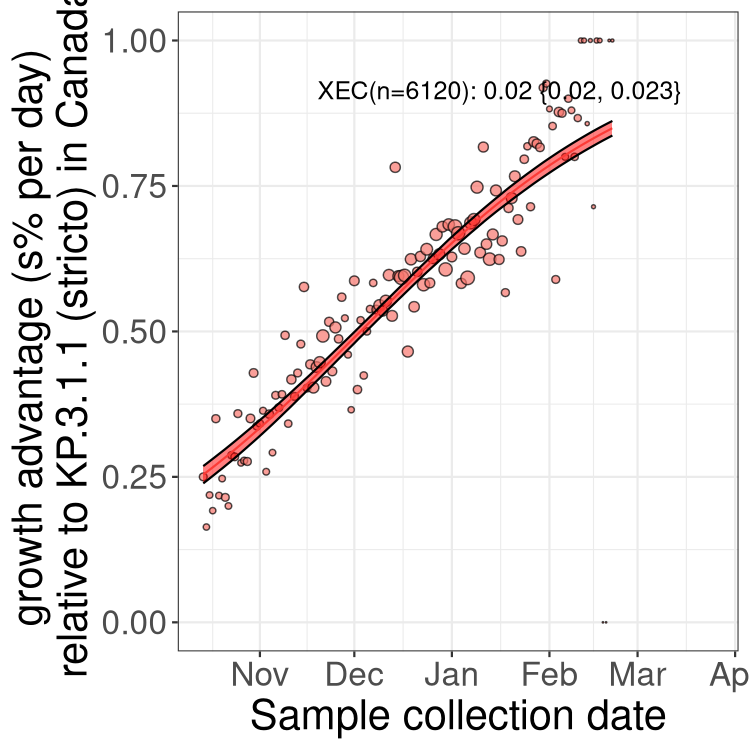 growth advantage (s% per day)
relative to KP.3.1.1 (stricto) in Canada
1.00
0.75
0.50
0.25
0.00
XEC(n=6120): 0.02 {0.02, 0.023}
Nov Dec Jan Feb Mar Ap
Sample collection date